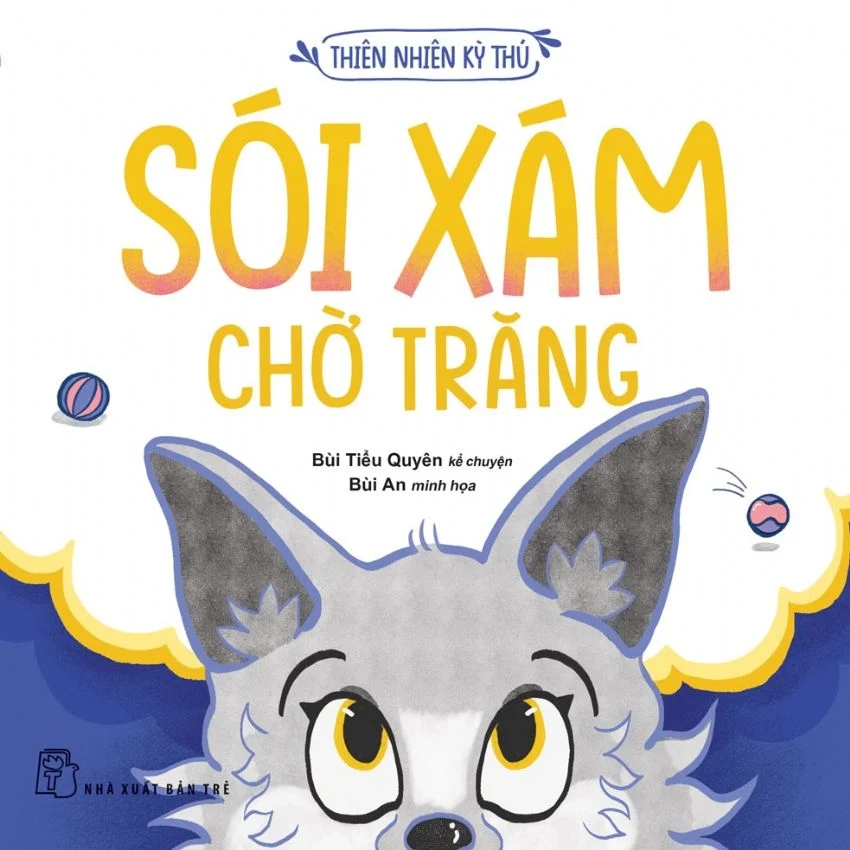 THIÊN NHIÊN KỲ THÚ
SÓI XÁM
CHỜ TRĂNG
Bùi Tiểu Quyên kể chuyện
Bùi An minh họa
NHÀ XUẤT BẢN TRẺ